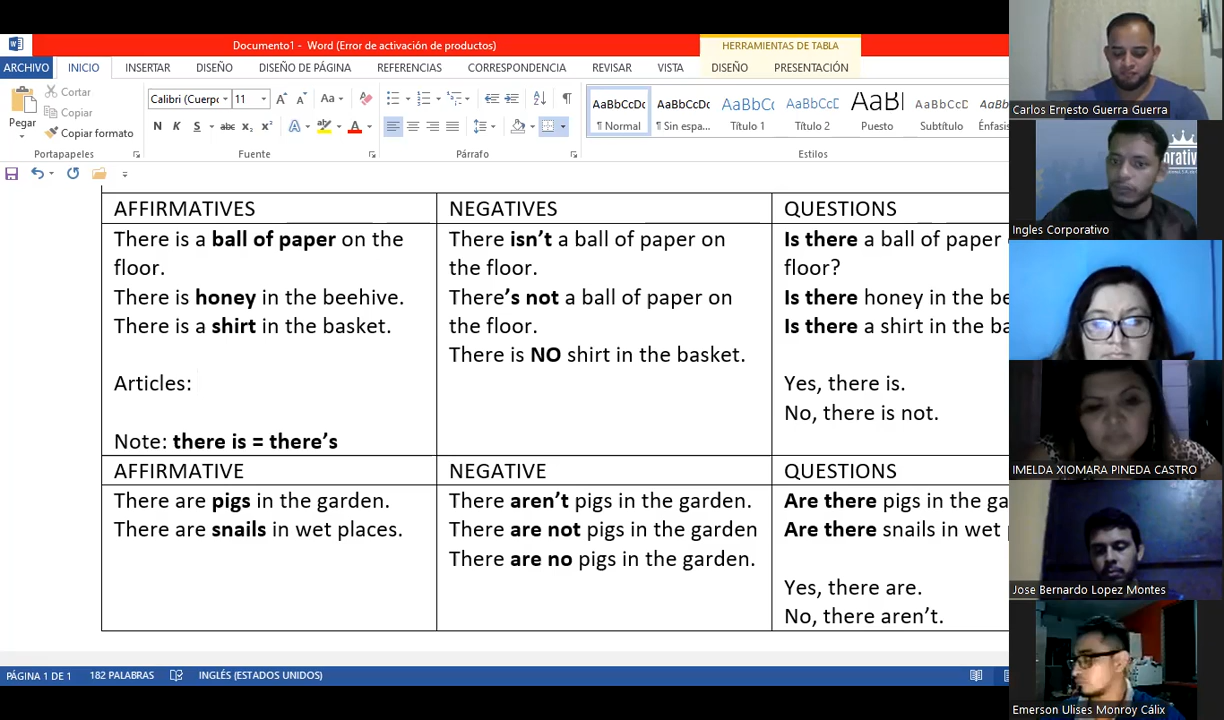 Documento1 - Word (Error de activación de productos)
HERRAMIENTAS DE TABLA
ARCHIVO INICIO INSERTAR DISEÑO DISEÑO DE PÁGINA REFERENCIAS CORRESPONDENCIA REVISAR VISTA DISEÑO PRESENTACIÓN
Pegar
Cortar
Copiar
Copiar formato
Portapapeles
Calibri (Cuerpc 11
Fuente
Párrafo
AaBbCcDc AaBbCcDc AaBbCc AaBbCcD AaBl AaBbCcD AaBb
¶ Normal ¶ Sin espa... Título 1 Título 2 Puesto Subtítulo Énfasis
Estilos
AFFIRMATIVES
There is a ball of paper on the
floor.
There is honey in the beehive.
There is a shirt in the basket.
Articles:
Note: there is = there's
NEGATIVES
There isn't a ball of paper on
the floor.
There's not a ball of paper on
the floor.
There is NO shirt in the basket.
QUESTIONS
Is there a ball of paper
floor?
Is there honey in the be
Is there a shirt in the ba
Yes, there is.
No, there is not.
AFFIRMATIVE
There are pigs in the garden.
There are snails in wet places.
NEGATIVE
There aren't pigs in the garden.
There are not pigs in the garden
There are no pigs in the garden.
QUESTIONS
Are there pigs in the ga
Are there snails in wet
Yes, there are.
No, there aren't.
PÁGINA 1 DE 1 182 PALABRAS INGLÉS (ESTADOS UNIDOS)
Carlos Ernesto Guerra Guerra
orativ
Ingles Corporativo
IMELDA XIOMARA PINEDA CASTRO
Jose Bernardo Lopez Montes
Emerson Ulises Monroy Cálix